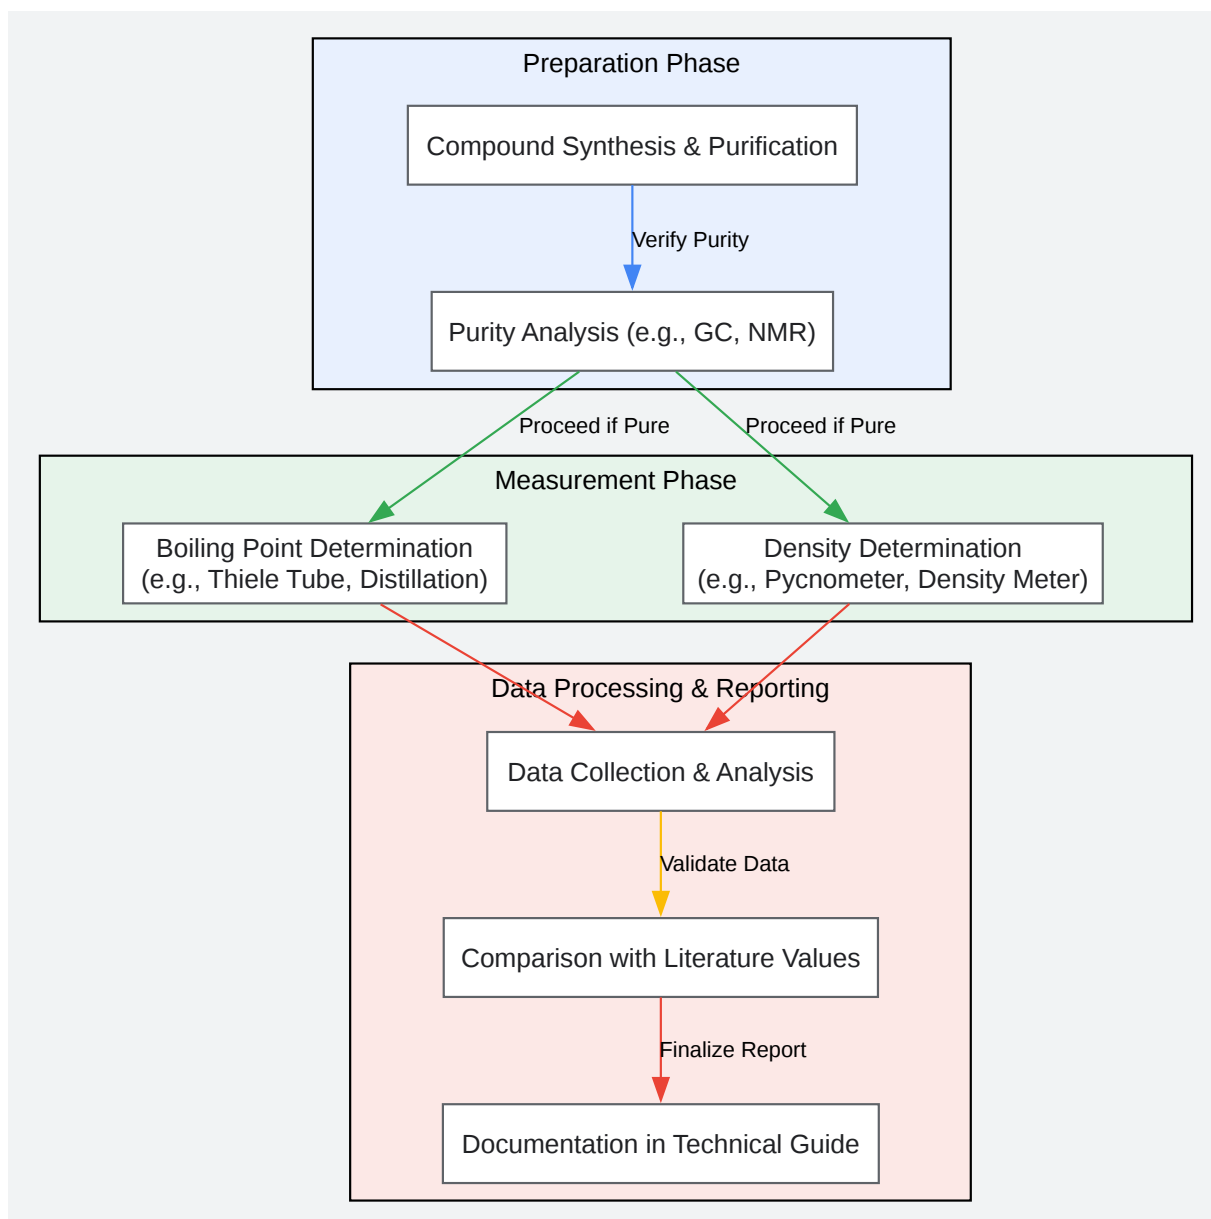 Preparation Phase
Compound Synthesis & Purification
Verify Purity
Purity Analysis (e.g., GC, NMR)
Proceed if Pure
Proceed if Pure
Measurement Phase
Boiling Point Determination
(e.g., Thiele Tube, Distillation)
Density Determination
(e.g., Pycnometer, Density Meter)
Data Processing & Reporting
Data Collection & Analysis
Validate Data
Comparison with Literature Values
Finalize Report
Documentation in Technical Guide